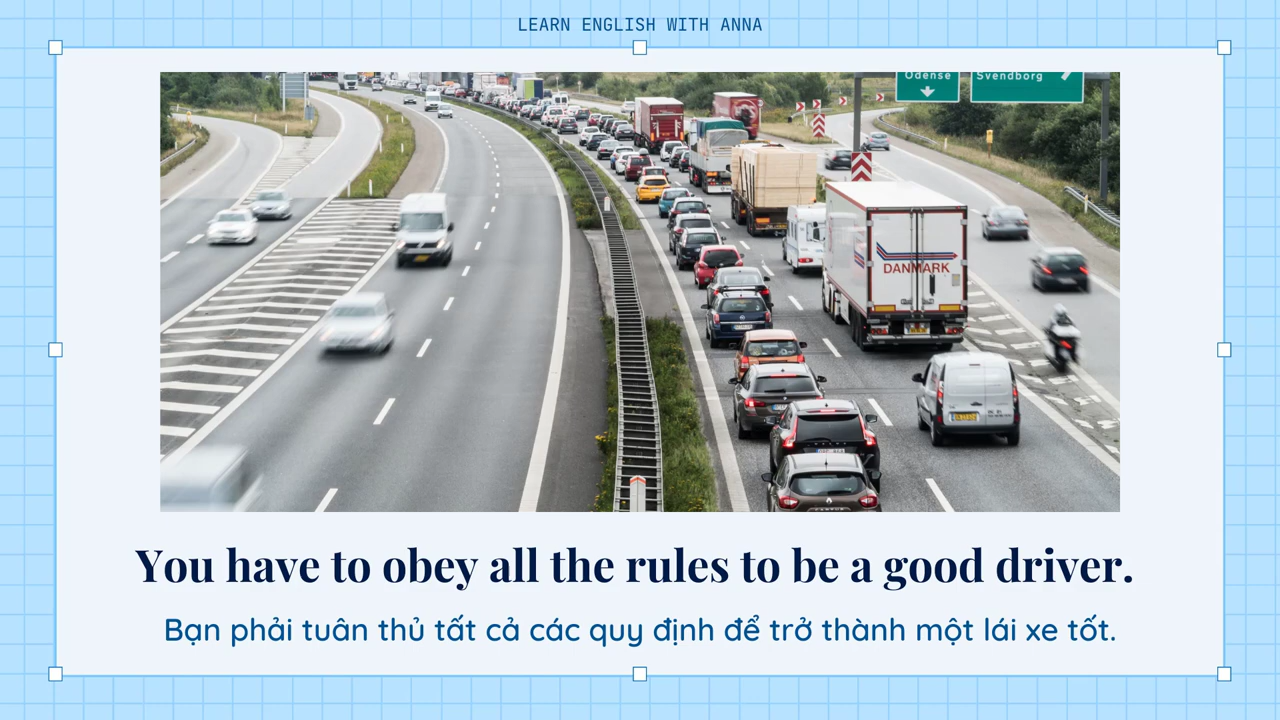 LEARN ENGLISH WITH ANNA
Odense
Svendborg
DANMARK
You have to obey all the rules to be a good driver.
Bạn phải tuân thủ tất cả các quy định để trở thành một lái xe tốt.